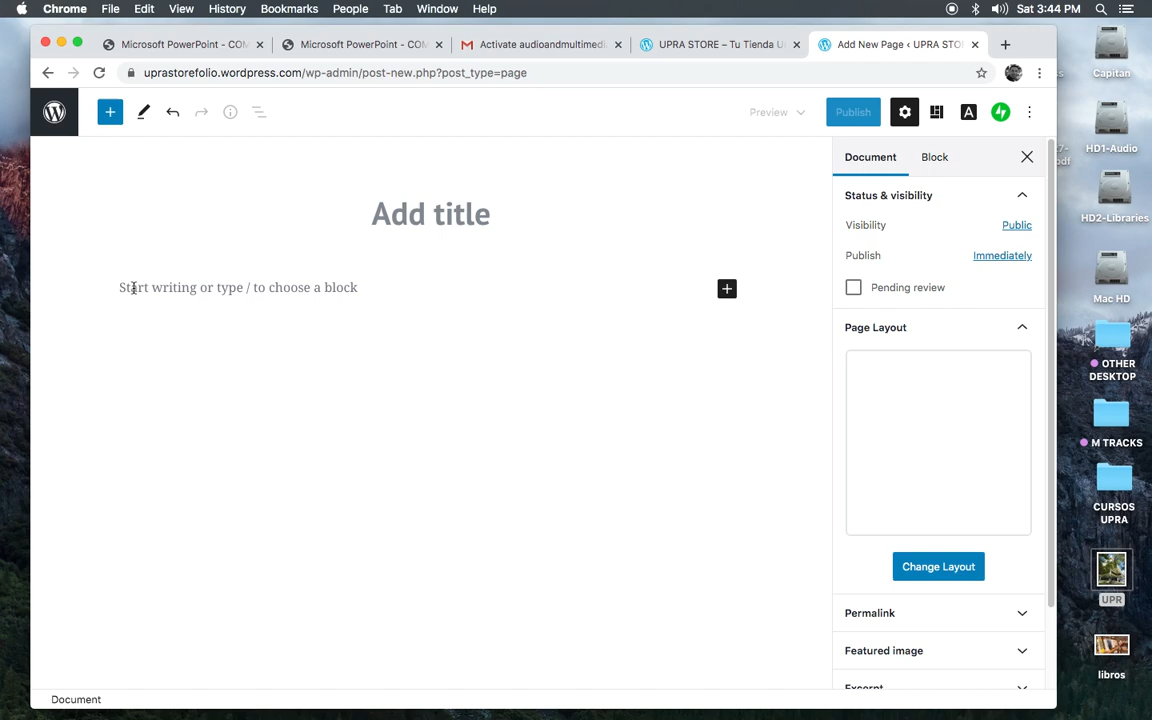 Chrome File Edit View History Bookmarks People Tab Window Help Sat 3:44 PM
Microsoft PowerPoint - COM Microsoft PowerPoint - COM Activate audioandmultimedi UPRA STORE – Tu Tienda U Add New Page ‹ UPRA STO
uprastorefolio.wordpress.com/wp-admin/post-new.php?post_type=page
Preview Publish
Document Block
Add title
Status & visibility
Visibility Public
Publish Immediately
Start writing or type / to choose a block
Pending review
Page Layout
Change Layout
Permalink
Featured image
Excerpt
Document
Capitan
HD1-Audio
HD2-Libraries
Mac HD
OTHER
DESKTOP
M TRACKS
CURSOS
UPRA
UPR
libros